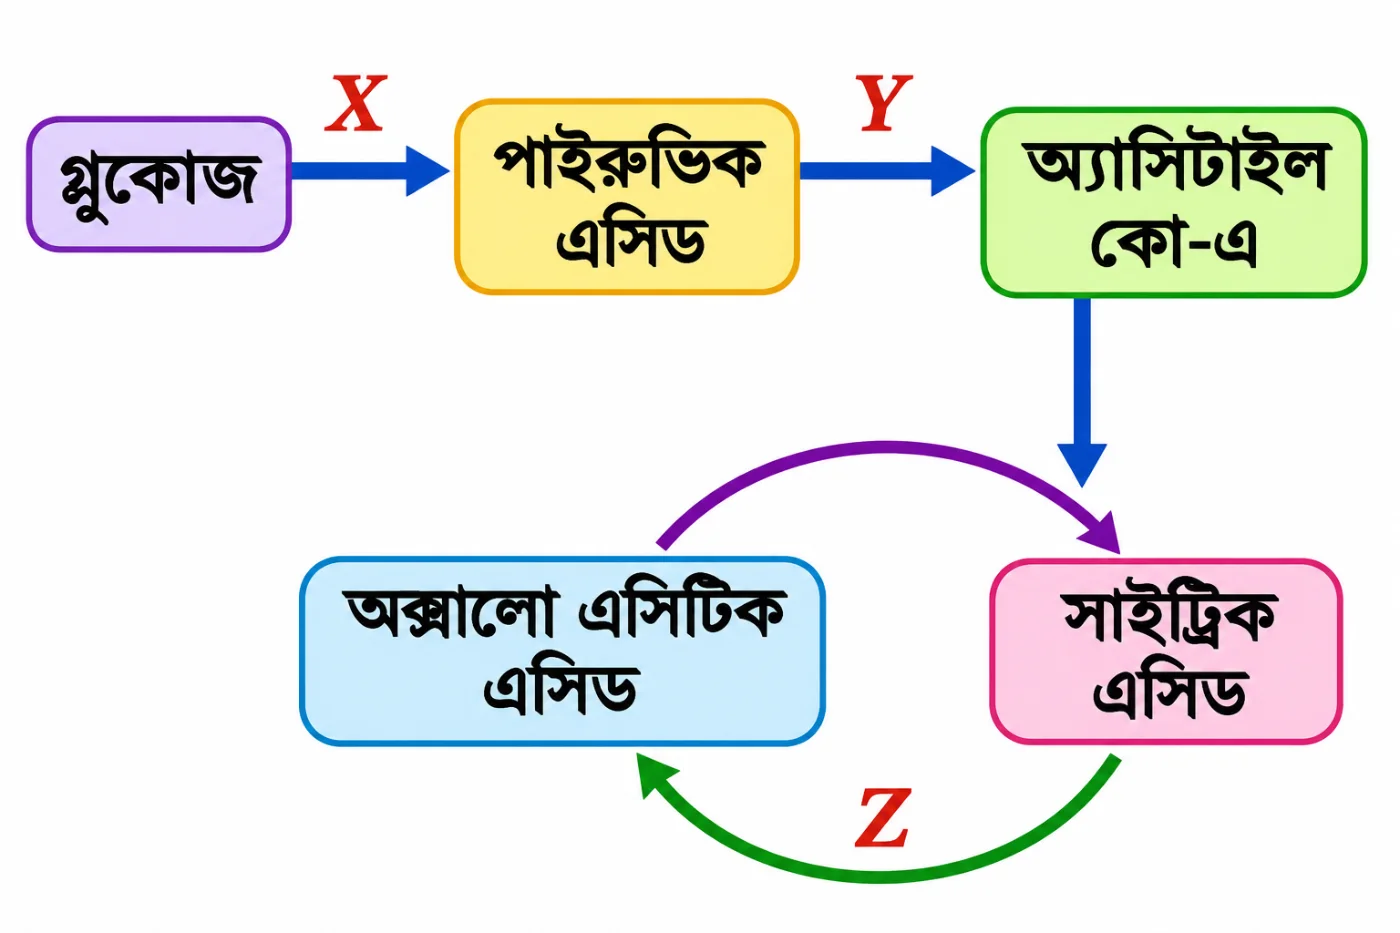 X
Y
গ্লুকোজ
পাইরুভিক
এসিড
অ্যাসিটাইল
কো-এ
অক্সালো এসিটিক
এসিড
সাইট্রিক
এসিড
Z